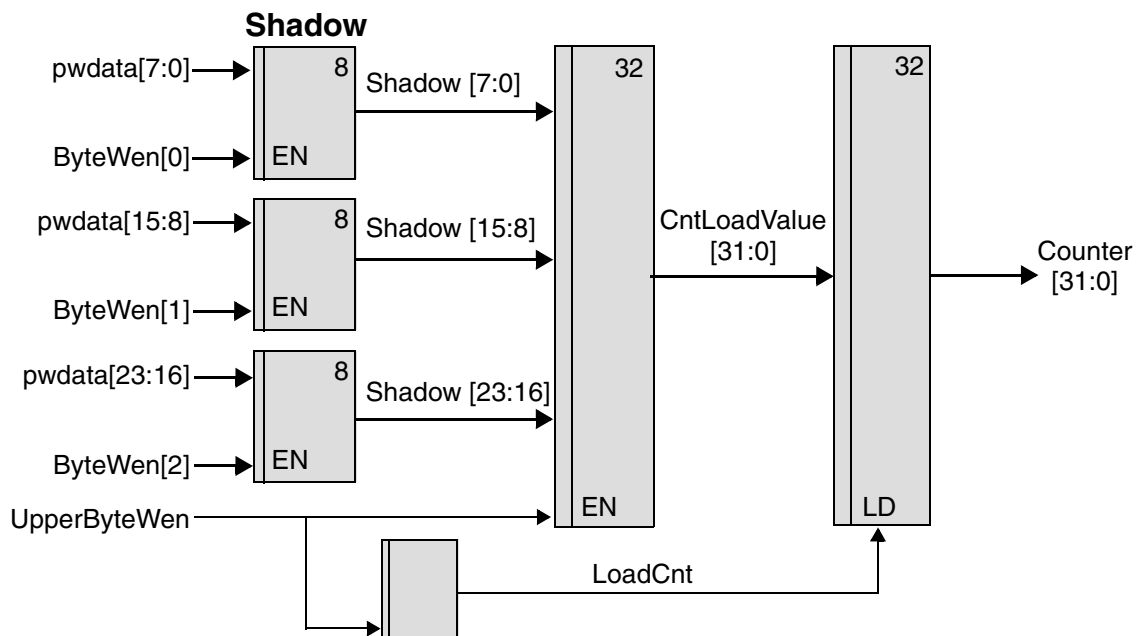 Shadow
pwdata[7:0]
8
Shadow [7:0]
32
32
ByteWen[0]
EN
pwdata[15:8]
8
Shadow [15:8]
CntLoadValue
[31:0]
Counter
[31:0]
ByteWen[1]
EN
pwdata[23:16]
8
Shadow [23:16]
ByteWen[2]
EN
UpperByteWen
EN
LD
LoadCnt